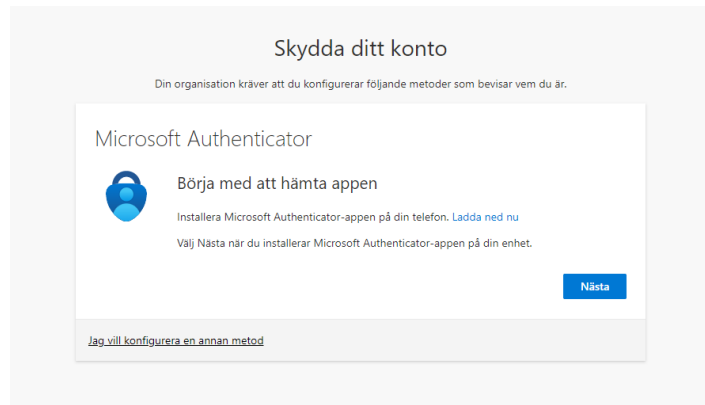 Skydda ditt konto
Din organisation kräver att du konfigurerar följande metoder som bevisar vem du är.
Microsoft Authenticator
Börja med att hämta appen
Installera Microsoft Authenticator-appen på din telefon. Ladda ned nu
Välj Nästa när du installerar Microsoft Authenticator-appen på din enhet.
Nästa
Jag vill konfigurera en annan metod